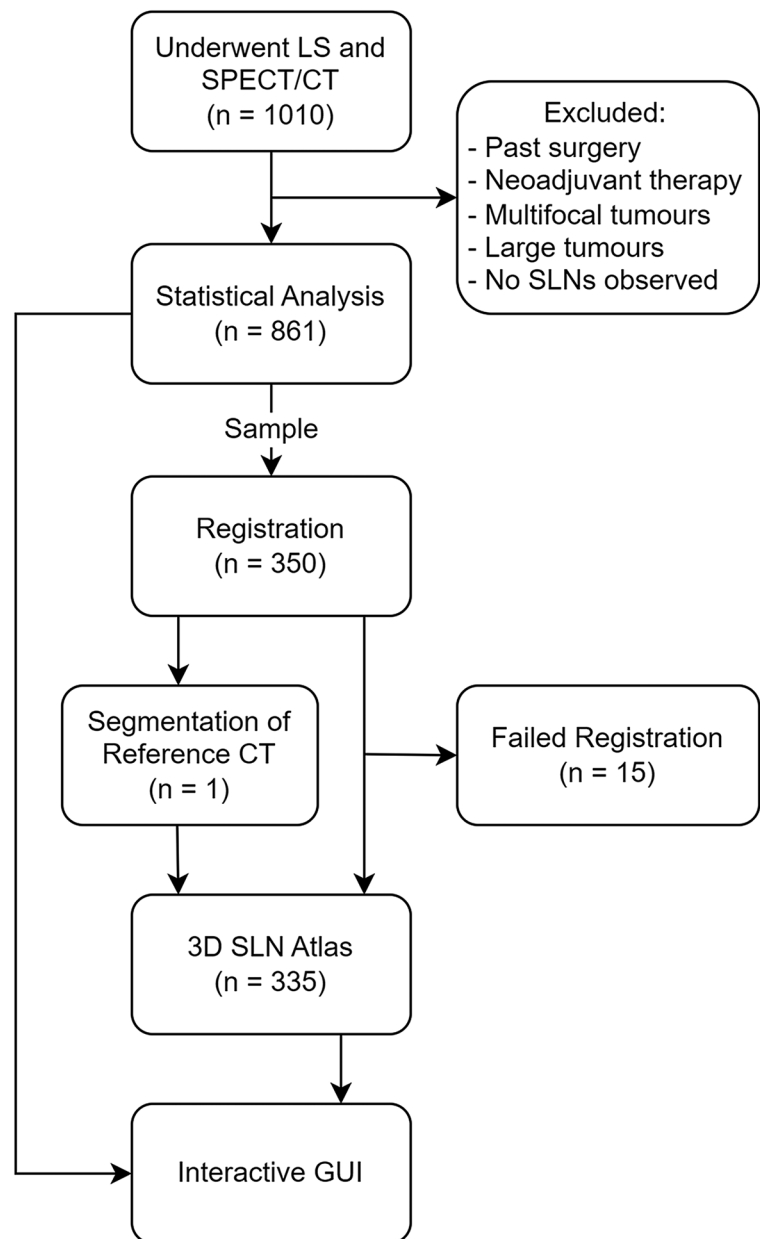 Underwent LS and
SPECT/CT
(n = 1010)
Excluded:
- Past surgery
- Neoadjuvant therapy
- Multifocal tumours
- Large tumours
- No SLNs observed
Statistical Analysis
(n = 861)
Sample
Registration
(n = 350)
Segmentation of
Reference CT
(n = 1)
Failed Registration
(n = 15)
3D SLN Atlas
(n = 335)
Interactive GUI